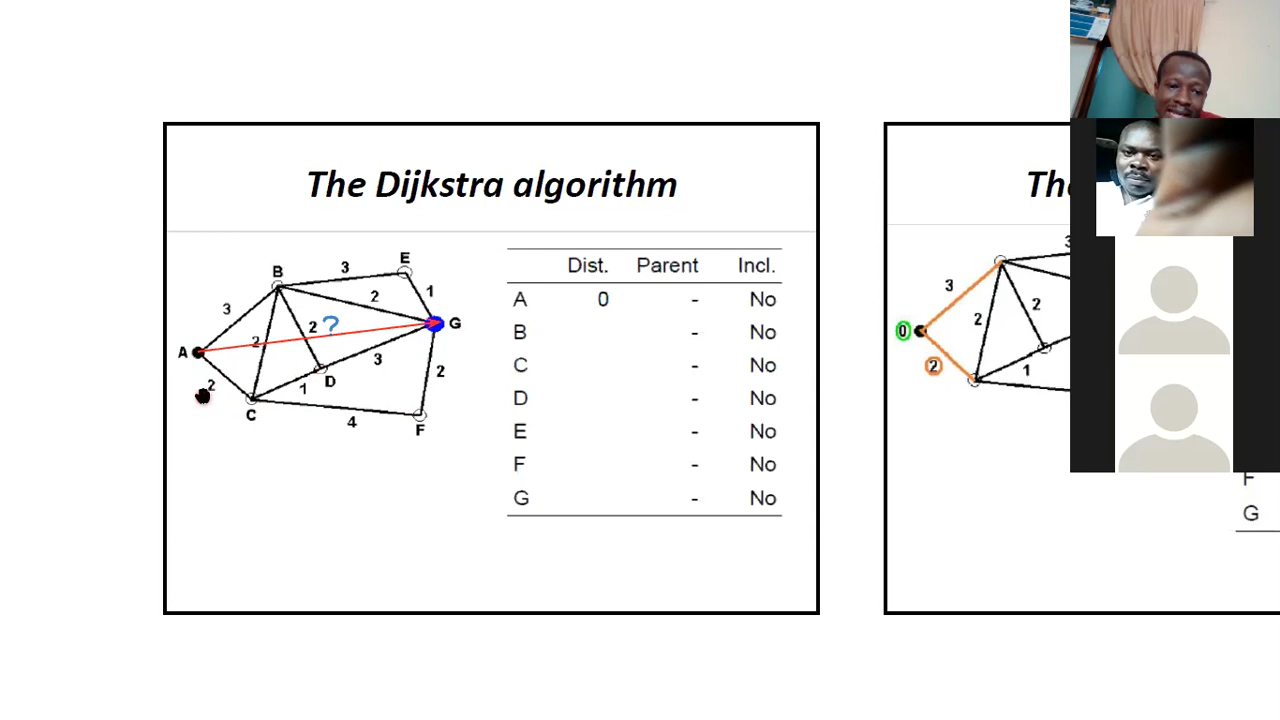 The Dijkstra algorithm
E
B
3
3
2
1
2
?
G
2
A
3
2
2
1
D
C
4
F
Dist. Parent Incl.
A 0 - No
B - No
C - No
D - No
E - No
F - No
G - No
3
2
2
0
2
1
F
G